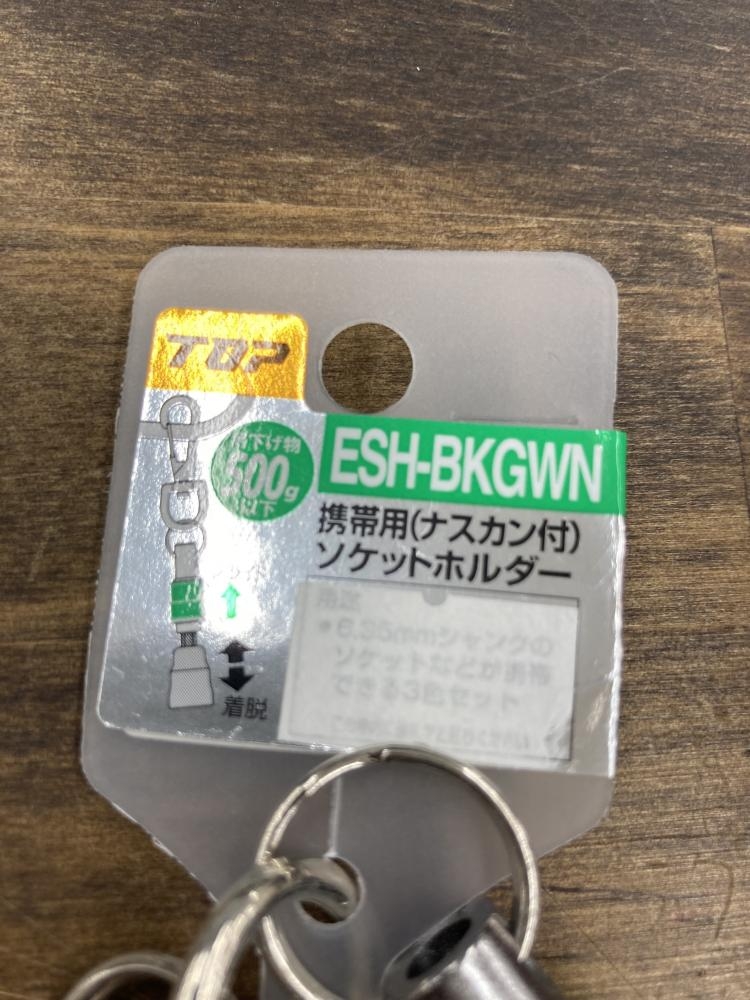 TOP
吊下げ物
500g
以下
ESH-BKGWN
携帯用(ナスカン付)
ソケットホルダー
用途
*6.35mmシャンクの
ソケットなどが携帯
できる3色セット
着脱